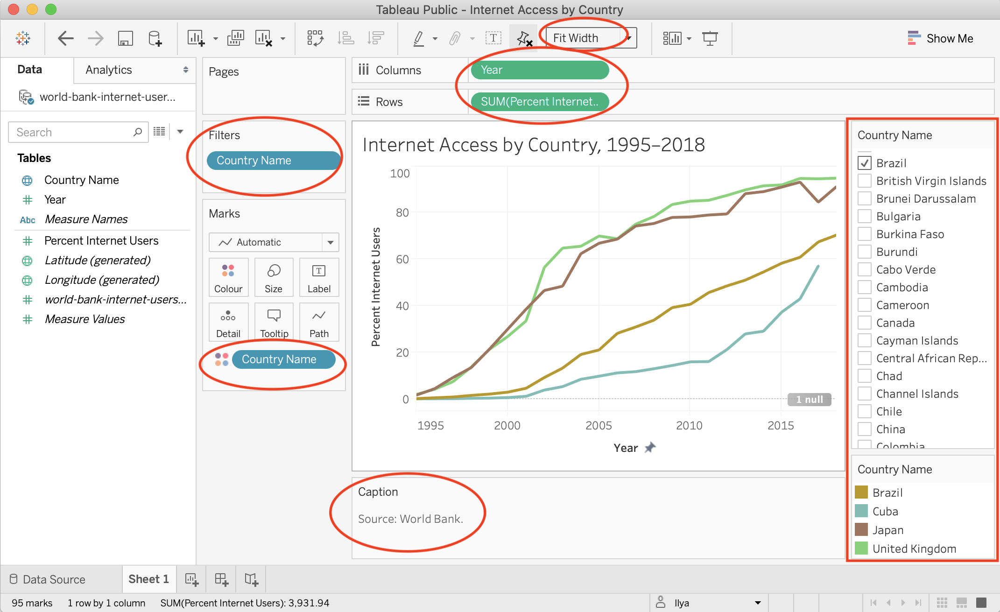 Tableau Public - Internet Access by Country
Fit Width
Show Me
Data
Analytics
world-bank-internet-user...
Search
Tables
Country Name
Year
Abc Measure Names
Percent Internet Users
Latitude (generated)
Longitude (generated)
world-bank-internet-users...
Measure Values
Pages
Filters
Country Name
Marks
Automatic
Colour Size Label
Detail Tooltip Path
Country Name
Columns Year
Rows SUM(Percent Internet..
Internet Access by Country, 1995–2018
Percent Internet Users
100
80
60
40
20
0
1 null
1995 2000 2005 2010 2015
Year
Caption
Source: World Bank.
Country Name
Brazil
British Virgin Islands
Brunei Darussalam
Bulgaria
Burkina Faso
Burundi
Cabo Verde
Cambodia
Cameroon
Canada
Cayman Islands
Central African Rep...
Chad
Channel Islands
Chile
China
Colombia
Country Name
Brazil
Cuba
Japan
United Kingdom
Data Source
Sheet 1
95 marks 1 row by 1 column SUM(Percent Internet Users): 3,931.94
Ilya